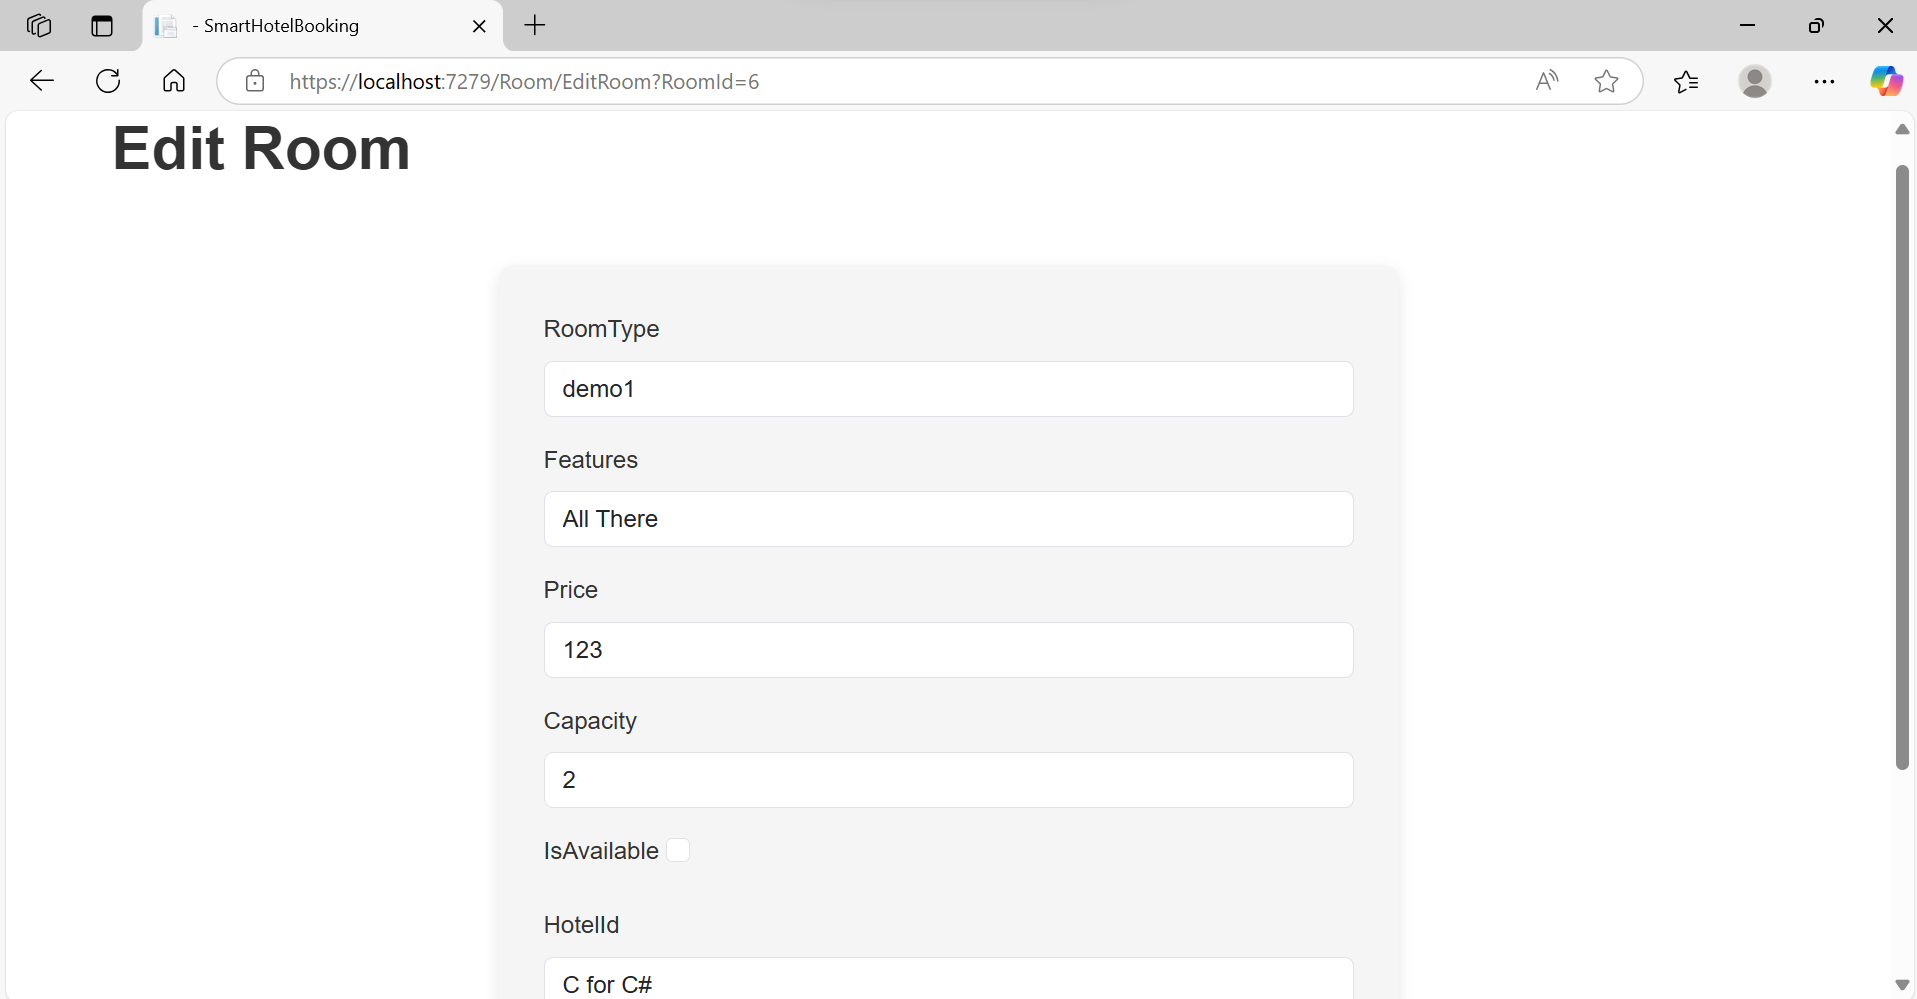 - SmartHotelBooking
https://localhost:7279/Room/EditRoom?RoomId=6
Edit Room
RoomType
demo1
Features
All There
Price
123
Capacity
2
IsAvailable
HotelId
C for C#